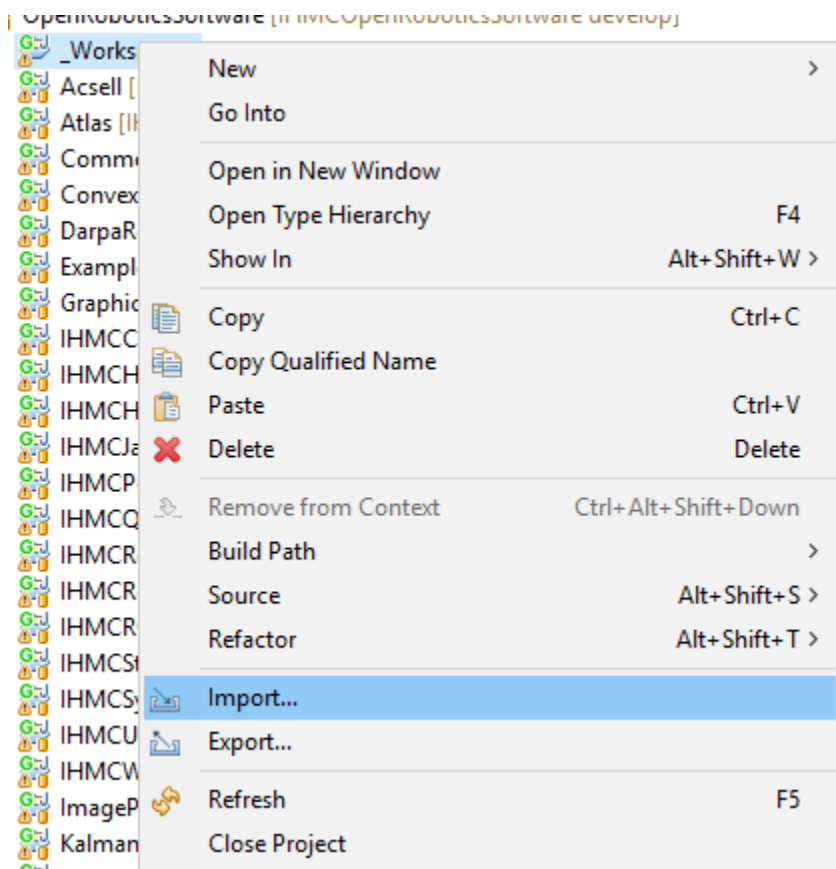 OpenRoboticsSoftware [IHMCOpenRoboticsSoftware develop]
_Works
Acsell [
Atlas [IH
Comm
Convex
DarpaR
Exampl
Graphic
IHMCC
IHMCH
IHMCH
IHMCJa
IHMCP
IHMCQ
IHMCR
IHMCR
IHMCR
IHMCSt
IHMCSy
IHMCU
IHMCW
ImageP
Kalman
New >
Go Into
Open in New Window
Open Type Hierarchy F4
Show In Alt+Shift+W >
Copy Ctrl+C
Copy Qualified Name
Paste Ctrl+V
Delete Delete
Remove from Context Ctrl+Alt+Shift+Down
Build Path >
Source Alt+Shift+S >
Refactor Alt+Shift+T >
Import...
Export...
Refresh F5
Close Project